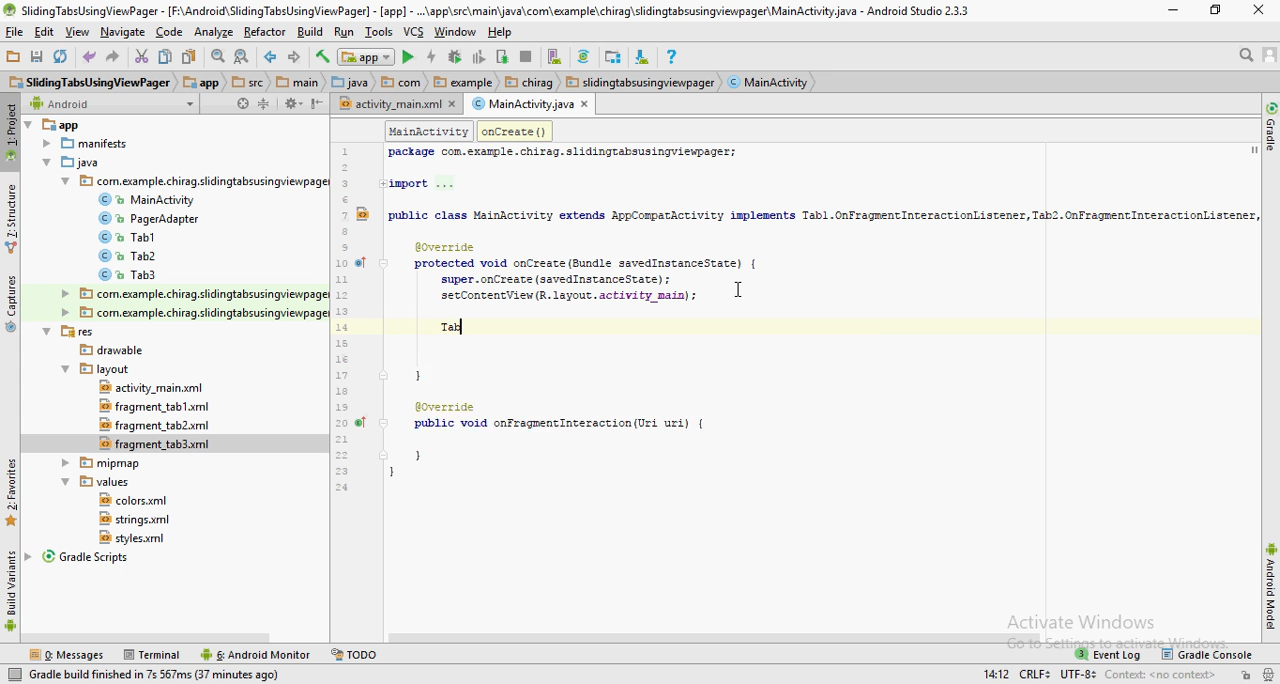 SlidingTabsUsingViewPager - [F:\Android\SlidingTabsUsingViewPager] - [app] - ...\app\src\main\java\com\example\chirag\slidingtabsusingviewpager\MainActivity.java - Android Studio 2.3.3
File Edit View Navigate Code Analyze Refactor Build Run Tools VCS Window Help
app
SlidingTabsUsingViewPager app src main java com example chirag slidingtabsusingviewpager MainActivity
Android activity_main.xml MainActivity.java
MainActivity onCreate()
1: Project
7: Structure
Captures
2: Favorites
Build Variants
app
manifests
java
com.example.chirag.slidingtabsusingviewpager
MainActivity
PagerAdapter
Tab1
Tab2
Tab3
com.example.chirag.slidingtabsusingviewpager
com.example.chirag.slidingtabsusingviewpager
res
drawable
layout
activity_main.xml
fragment_tab1.xml
fragment_tab2.xml
fragment_tab3.xml
mipmap
values
colors.xml
strings.xml
styles.xml
Gradle Scripts
1 package com.example.chirag.slidingtabsusingviewpager;
2
3 import ...
6
7 public class MainActivity extends AppCompatActivity implements Tab1.OnFragmentInteractionListener,Tab2.OnFragmentInteractionListener,
8
9 @Override
10 protected void onCreate(Bundle savedInstanceState) {
11 super.onCreate(savedInstanceState);
12 setContentView(R.layout.activity_main);
13
14 Tab
15
16
17 }
18
19 @Override
20 public void onFragmentInteraction(Uri uri) {
21
22 }
23 }
24
Gradle
Android Model
Activate Windows
Go to Settings to activate Windows.
0: Messages Terminal 6: Android Monitor TODO 3 Event Log Gradle Console
Gradle build finished in 7s 567ms (37 minutes ago) 14:12 CRLF UTF-8 Context: <no context>